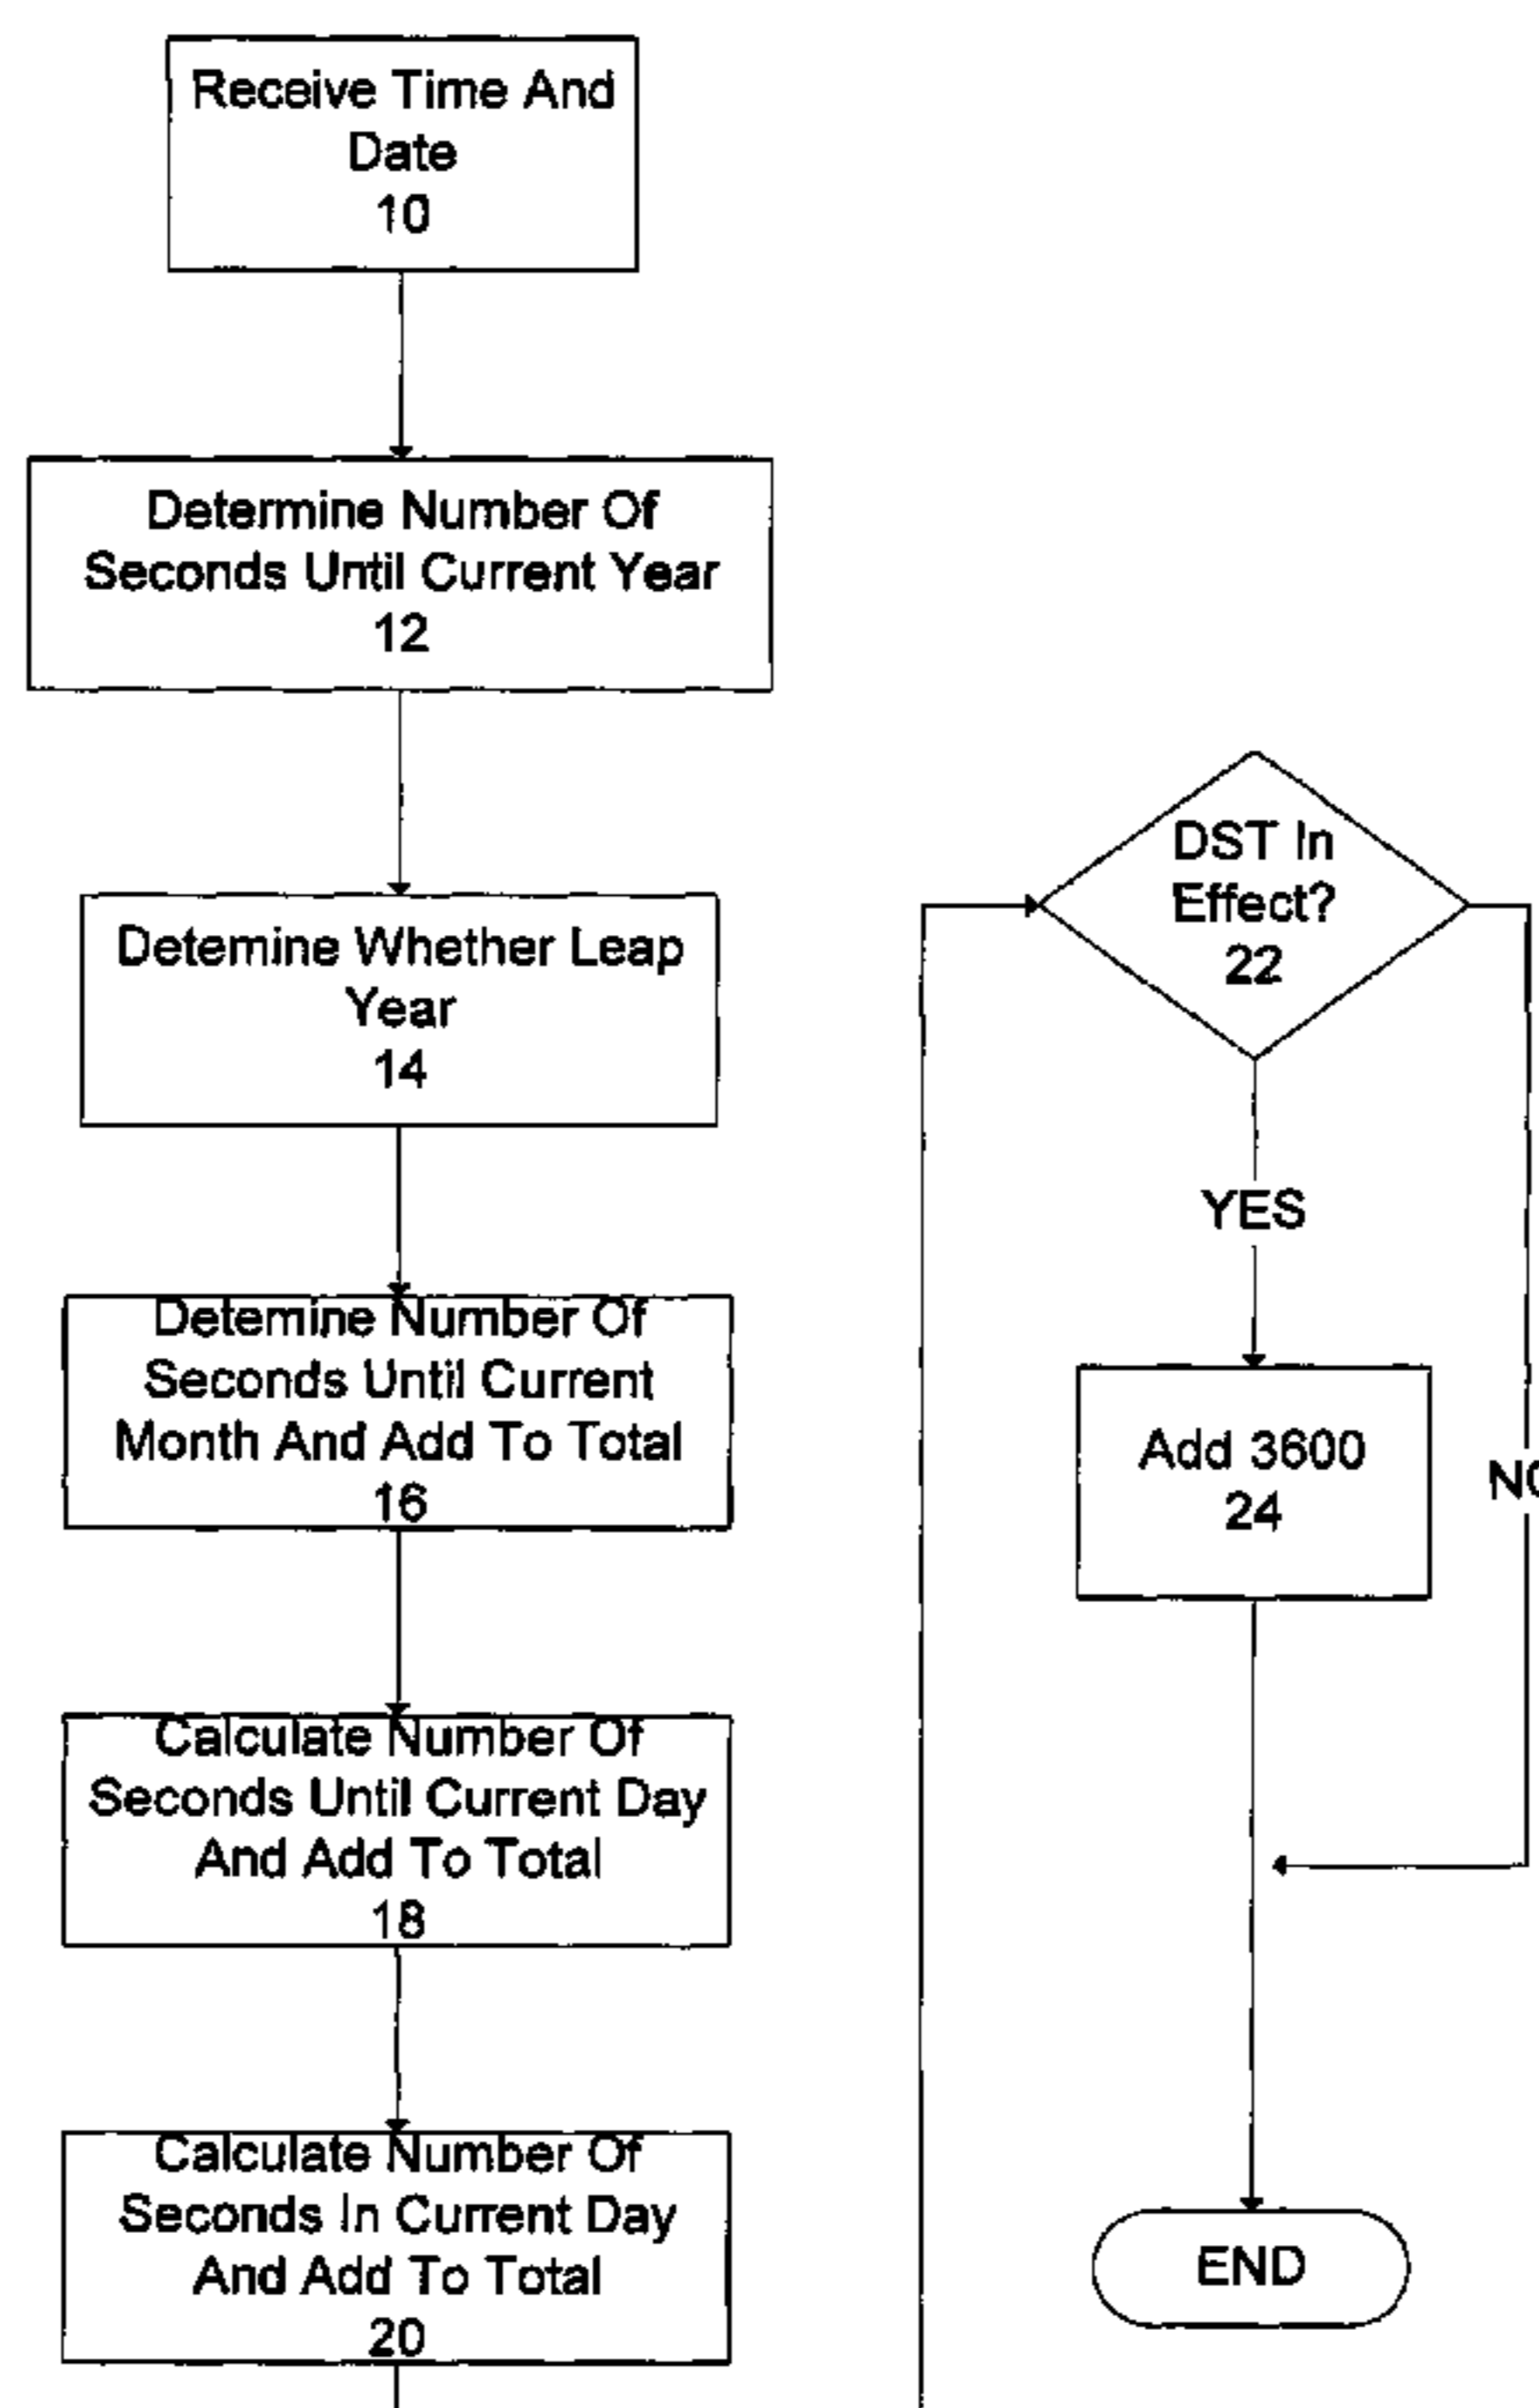 Receive Time And
Date
10
Determine Number Of
Seconds Until Current Year
12
Detemine Whether Leap
Year
14
Detemine Number Of
Seconds Until Current
Month And Add To Total
16
Calculate Number Of
Seconds Until Current Day
And Add To Total
18
Calculate Number Of
Seconds In Current Day
And Add To Total
20
DST In
Effect?
22
YES
Add 3600
24
NO
END